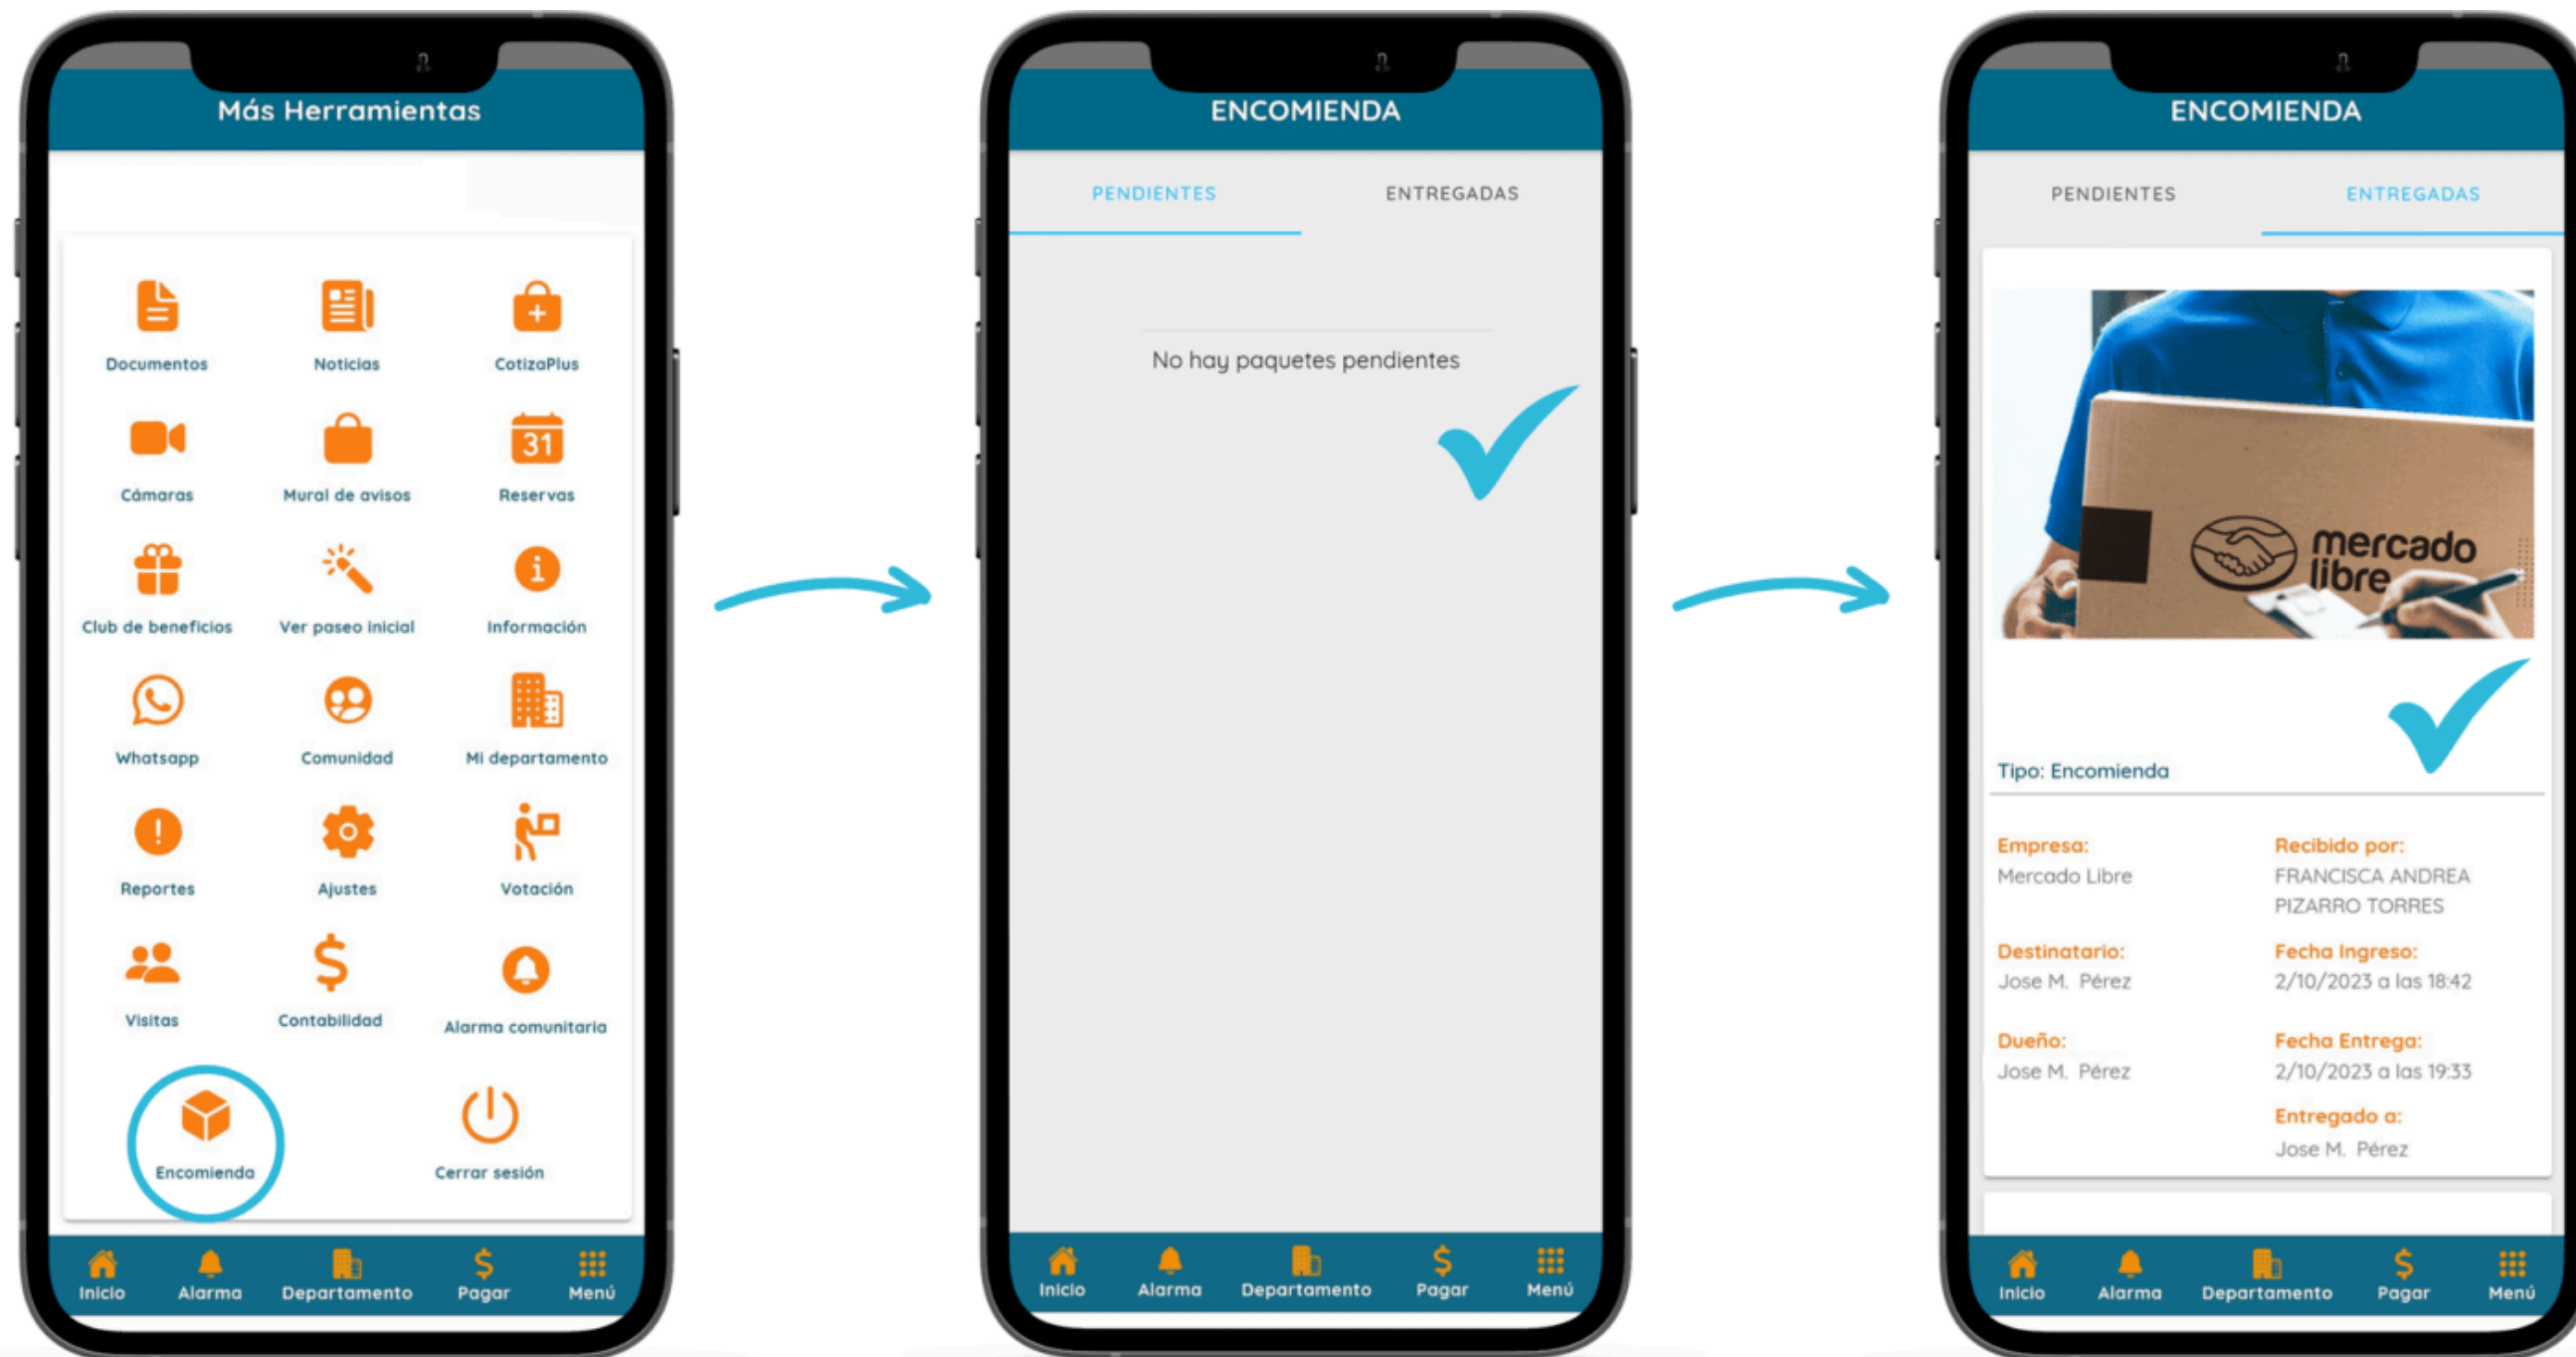 Más Herramientas
Documentos
Noticias
CotizaPlus
Cámaras
Mural de avisos
31
Reservas
Club de beneficios
Ver paseo inicial
Información
Whatsapp
Comunidad
Mi departamento
Reportes
Ajustes
Votación
Visitas
Contabilidad
Alarma comunitaria
Encomienda
Cerrar sesión
Inicio
Alarma
Departamento
Pagar
Menú
ENCOMIENDA
PENDIENTES
ENTREGADAS
No hay paquetes pendientes
Inicio
Alarma
Departamento
Pagar
Menú
ENCOMIENDA
PENDIENTES
ENTREGADAS
mercado
libre
Tipo: Encomienda
Empresa:
Mercado Libre
Recibido por:
FRANCISCA ANDREA
PIZARRO TORRES
Destinatario:
Jose M. Pérez
Fecha Ingreso:
2/10/2023 a las 18:42
Dueño:
Jose M. Pérez
Fecha Entrega:
2/10/2023 a las 19:33
Entregado a:
Jose M. Pérez
Inicio
Alarma
Departamento
Pagar
Menú